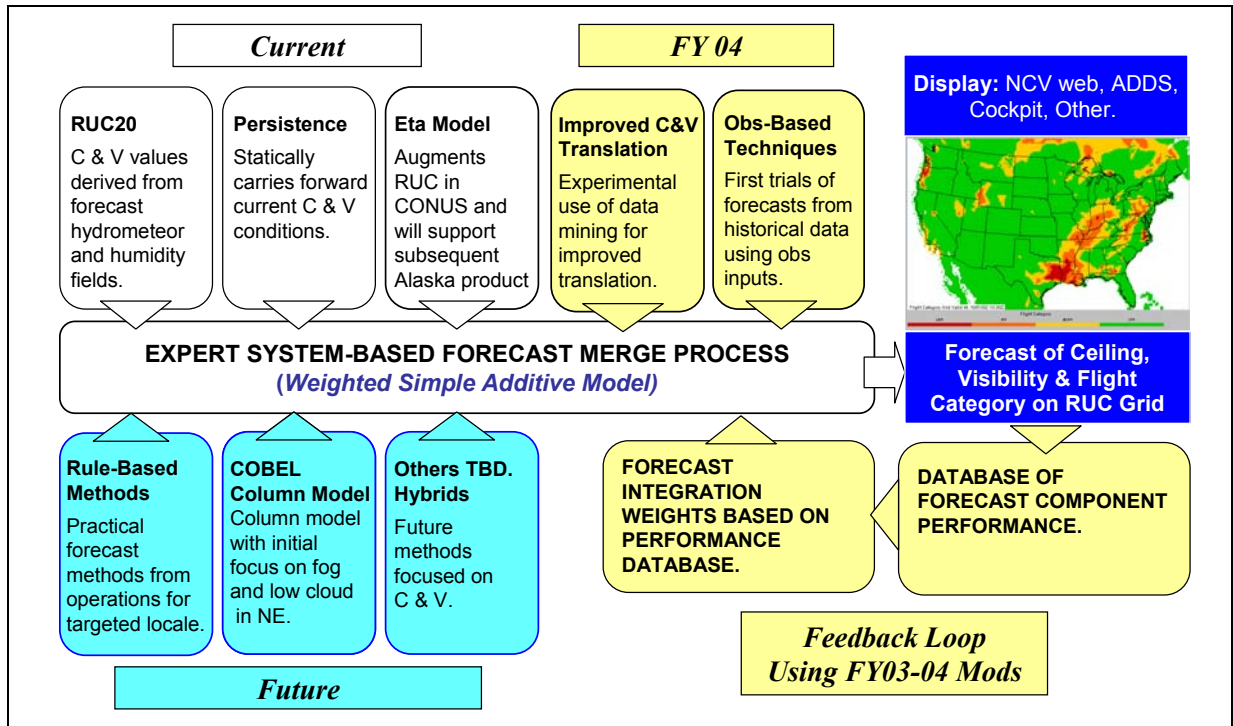 Current
FY 04
RUC20
C & V values
derived from
forecast
hydrometeor
and humidity
fields.
Persistence
Statically
carries forward
current C & V
conditions.
Eta Model
Augments
RUC in
CONUS and
will support
subsequent
Alaska product
Improved C&V
Translation
Experimental
use of data
mining for
improved
translation.
Obs-Based
Techniques
First trials of
forecasts from
historical data
using obs
inputs.
Display: NCV web, ADDS,
Cockpit, Other.
Flight Category
EXPERT SYSTEM-BASED FORECAST MERGE PROCESS
(Weighted Simple Additive Model)
Forecast of Ceiling,
Visibility & Flight
Category on RUC Grid
Rule-Based
Methods
Practical
forecast
methods from
operations for
targeted locale.
COBEL
Column Model
Column model
with initial
focus on fog
and low cloud
in NE.
Others TBD.
Hybrids
Future
methods
focused on
C & V.
FORECAST
INTEGRATION
WEIGHTS BASED ON
PERFORMANCE
DATABASE.
DATABASE OF
FORECAST COMPONENT
PERFORMANCE.
Future
Feedback Loop
Using FY03-04 Mods